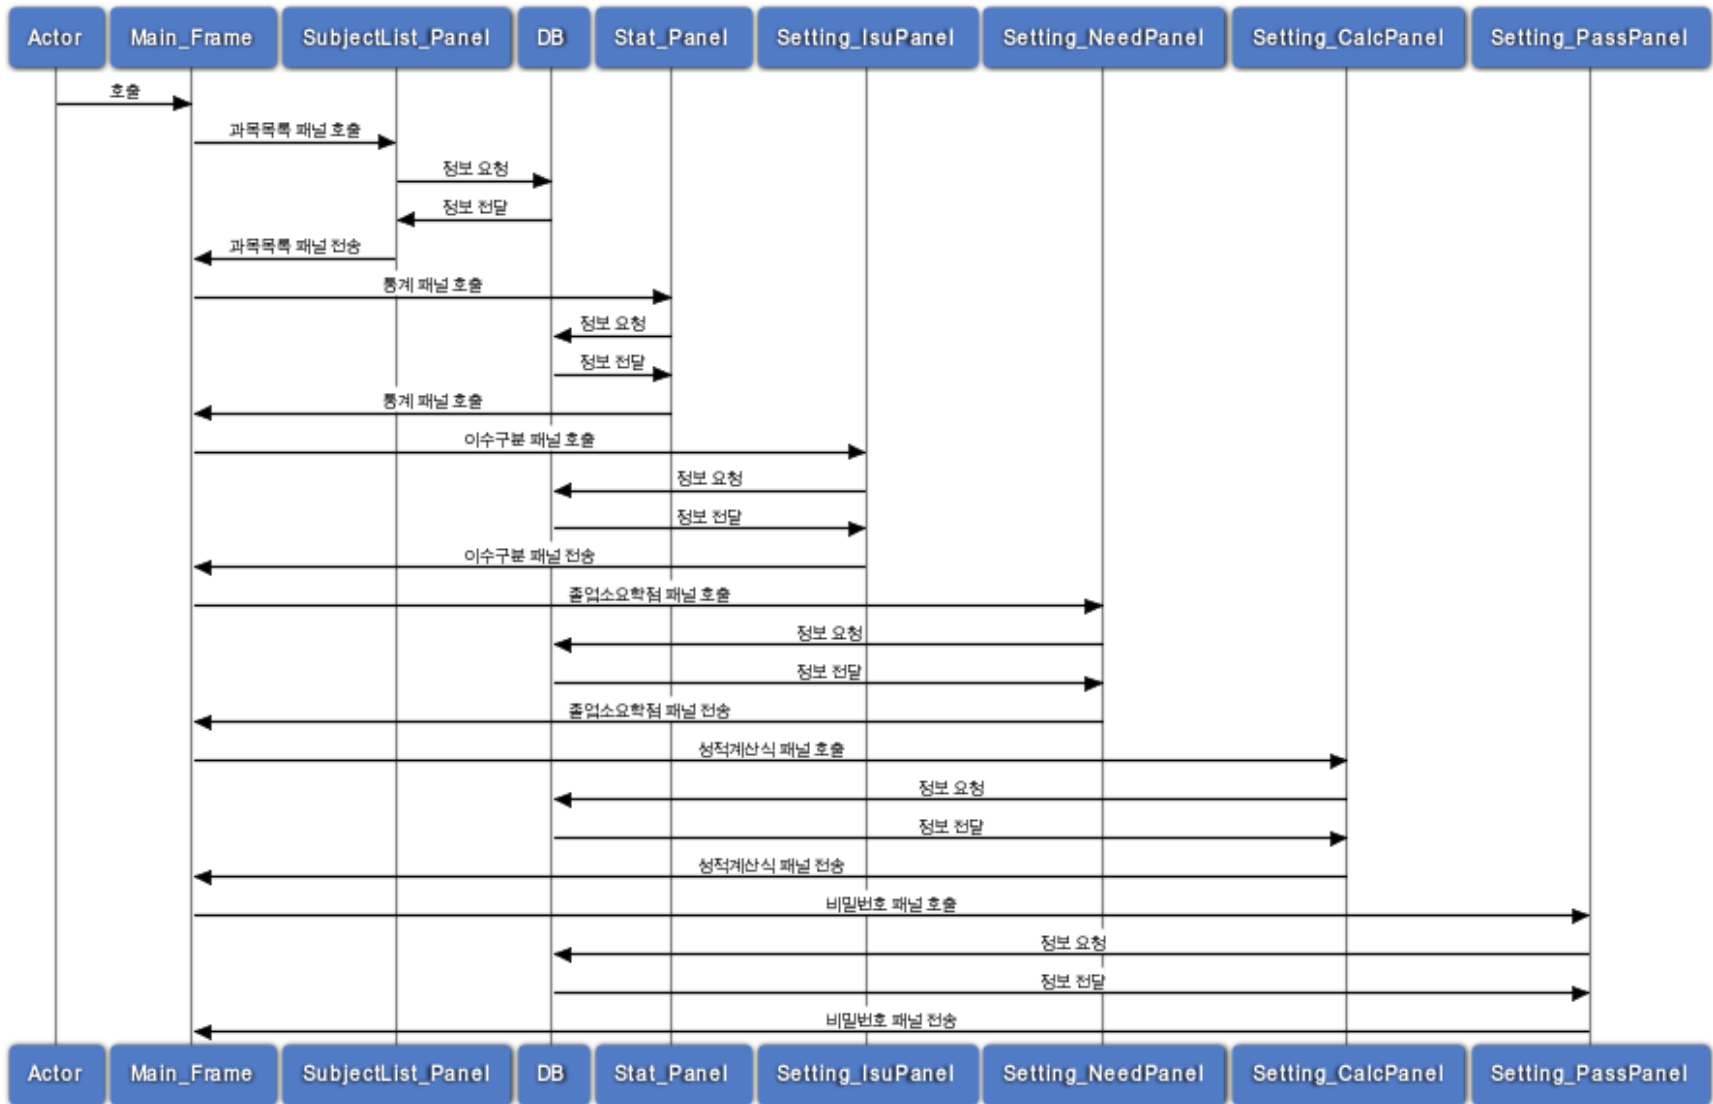 Actor Main_Frame SubjectList_Panel DB Stat_Panel Setting_IsuPanel Setting_NeedPanel Setting_CalcPanel Setting_PassPanel
호출
과목목록 패널 호출
정보 요청
정보 전달
과목목록 패널 전송
통계 패널 호출
정보 요청
정보 전달
통계 패널 호출
이수구분 패널 호출
정보 요청
정보 전달
이수구분 패널 전송
졸업소요학점 패널 호출
정보 요청
정보 전달
졸업소요학점 패널 전송
성적계산식 패널 호출
정보 요청
정보 전달
성적계산식 패널 전송
비밀번호 패널 호출
정보 요청
정보 전달
비밀번호 패널 전송
Actor Main_Frame SubjectList_Panel DB Stat_Panel Setting_IsuPanel Setting_NeedPanel Setting_CalcPanel Setting_PassPanel